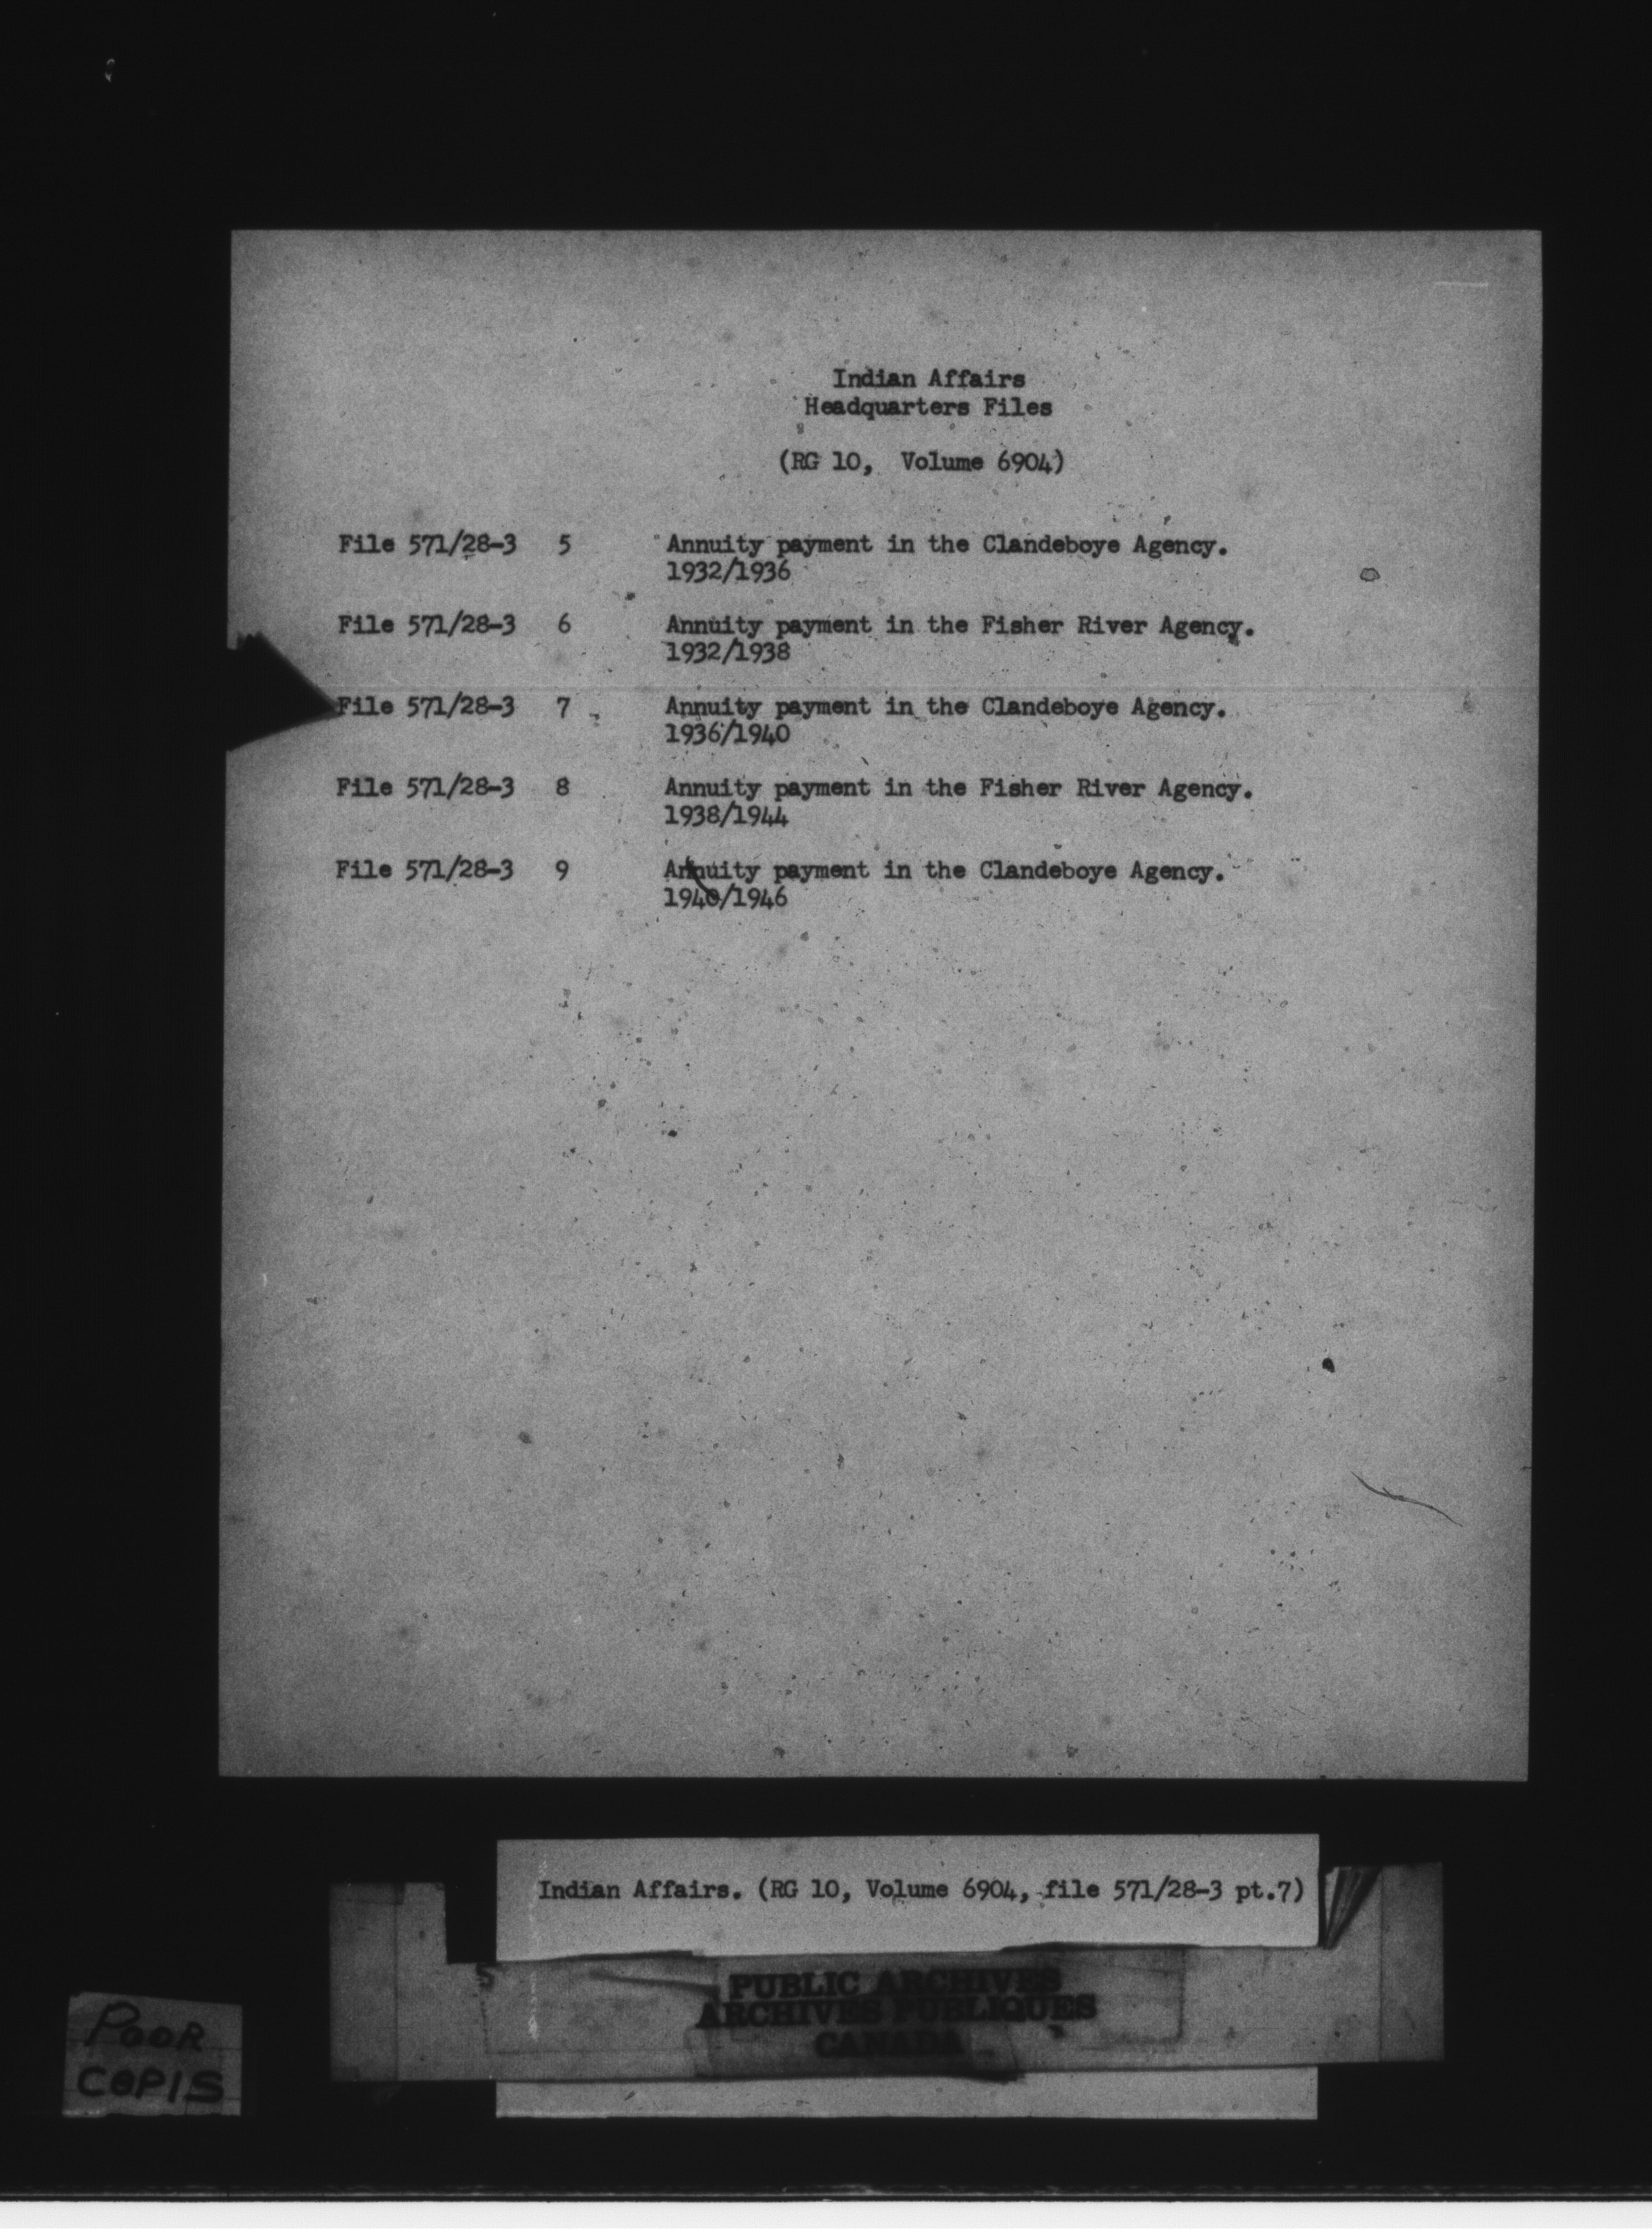 Indian Affairs
Headquarters Files
(RG 10, Volume 6904)
File 571/28-3 5 Annuity payment in the Clandeboye Agency.
1932/1936
File 571/28-3 6 Annuity payment in the Fisher River Agency.
1932/1938
File 571/28-3 7 Annuity payment in the Clandeboye Agency.
1936/1940
File 571/28-3 8 Annuity payment in the Fisher River Agency.
1938/1944
File 571/28-3 9 Annuity payment in the Clandeboye Agency.
1940/1946
Indian Affairs. (RG 10, Volume 6904, file 571/28-3 pt.7)
PUBLIC ARCHIVES
ARCHIVES PUBLIQUES
CANADA
POOR
COPIS